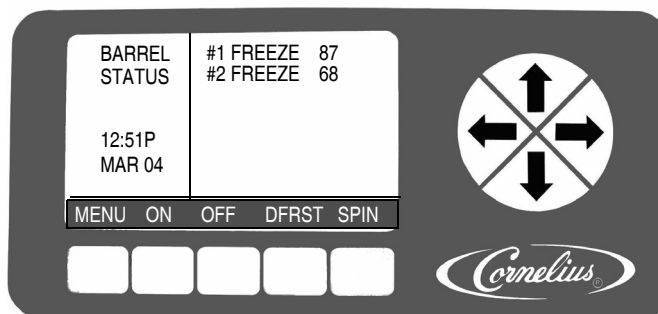 BARREL STATUS
#1 FREEZE 87
#2 FREEZE 68
12:51P
MAR 04
MENU ON OFF DFRST SPIN
Cornelius®